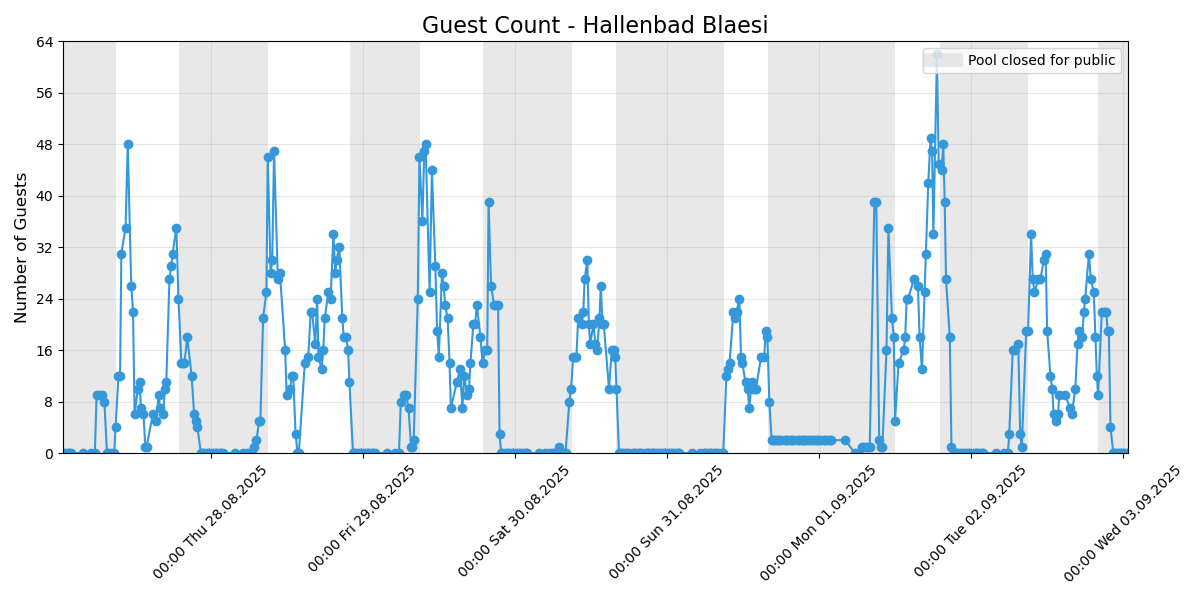 Guest Count - Hallenbad Blaesi
Pool closed for public
Number of Guests
64
56
48
40
32
24
16
8
0
00:00 Thu 28.08.2025
00:00 Fri 29.08.2025
00:00 Sat 30.08.2025
00:00 Sun 31.08.2025
00:00 Mon 01.09.2025
00:00 Tue 02.09.2025
00:00 Wed 03.09.2025